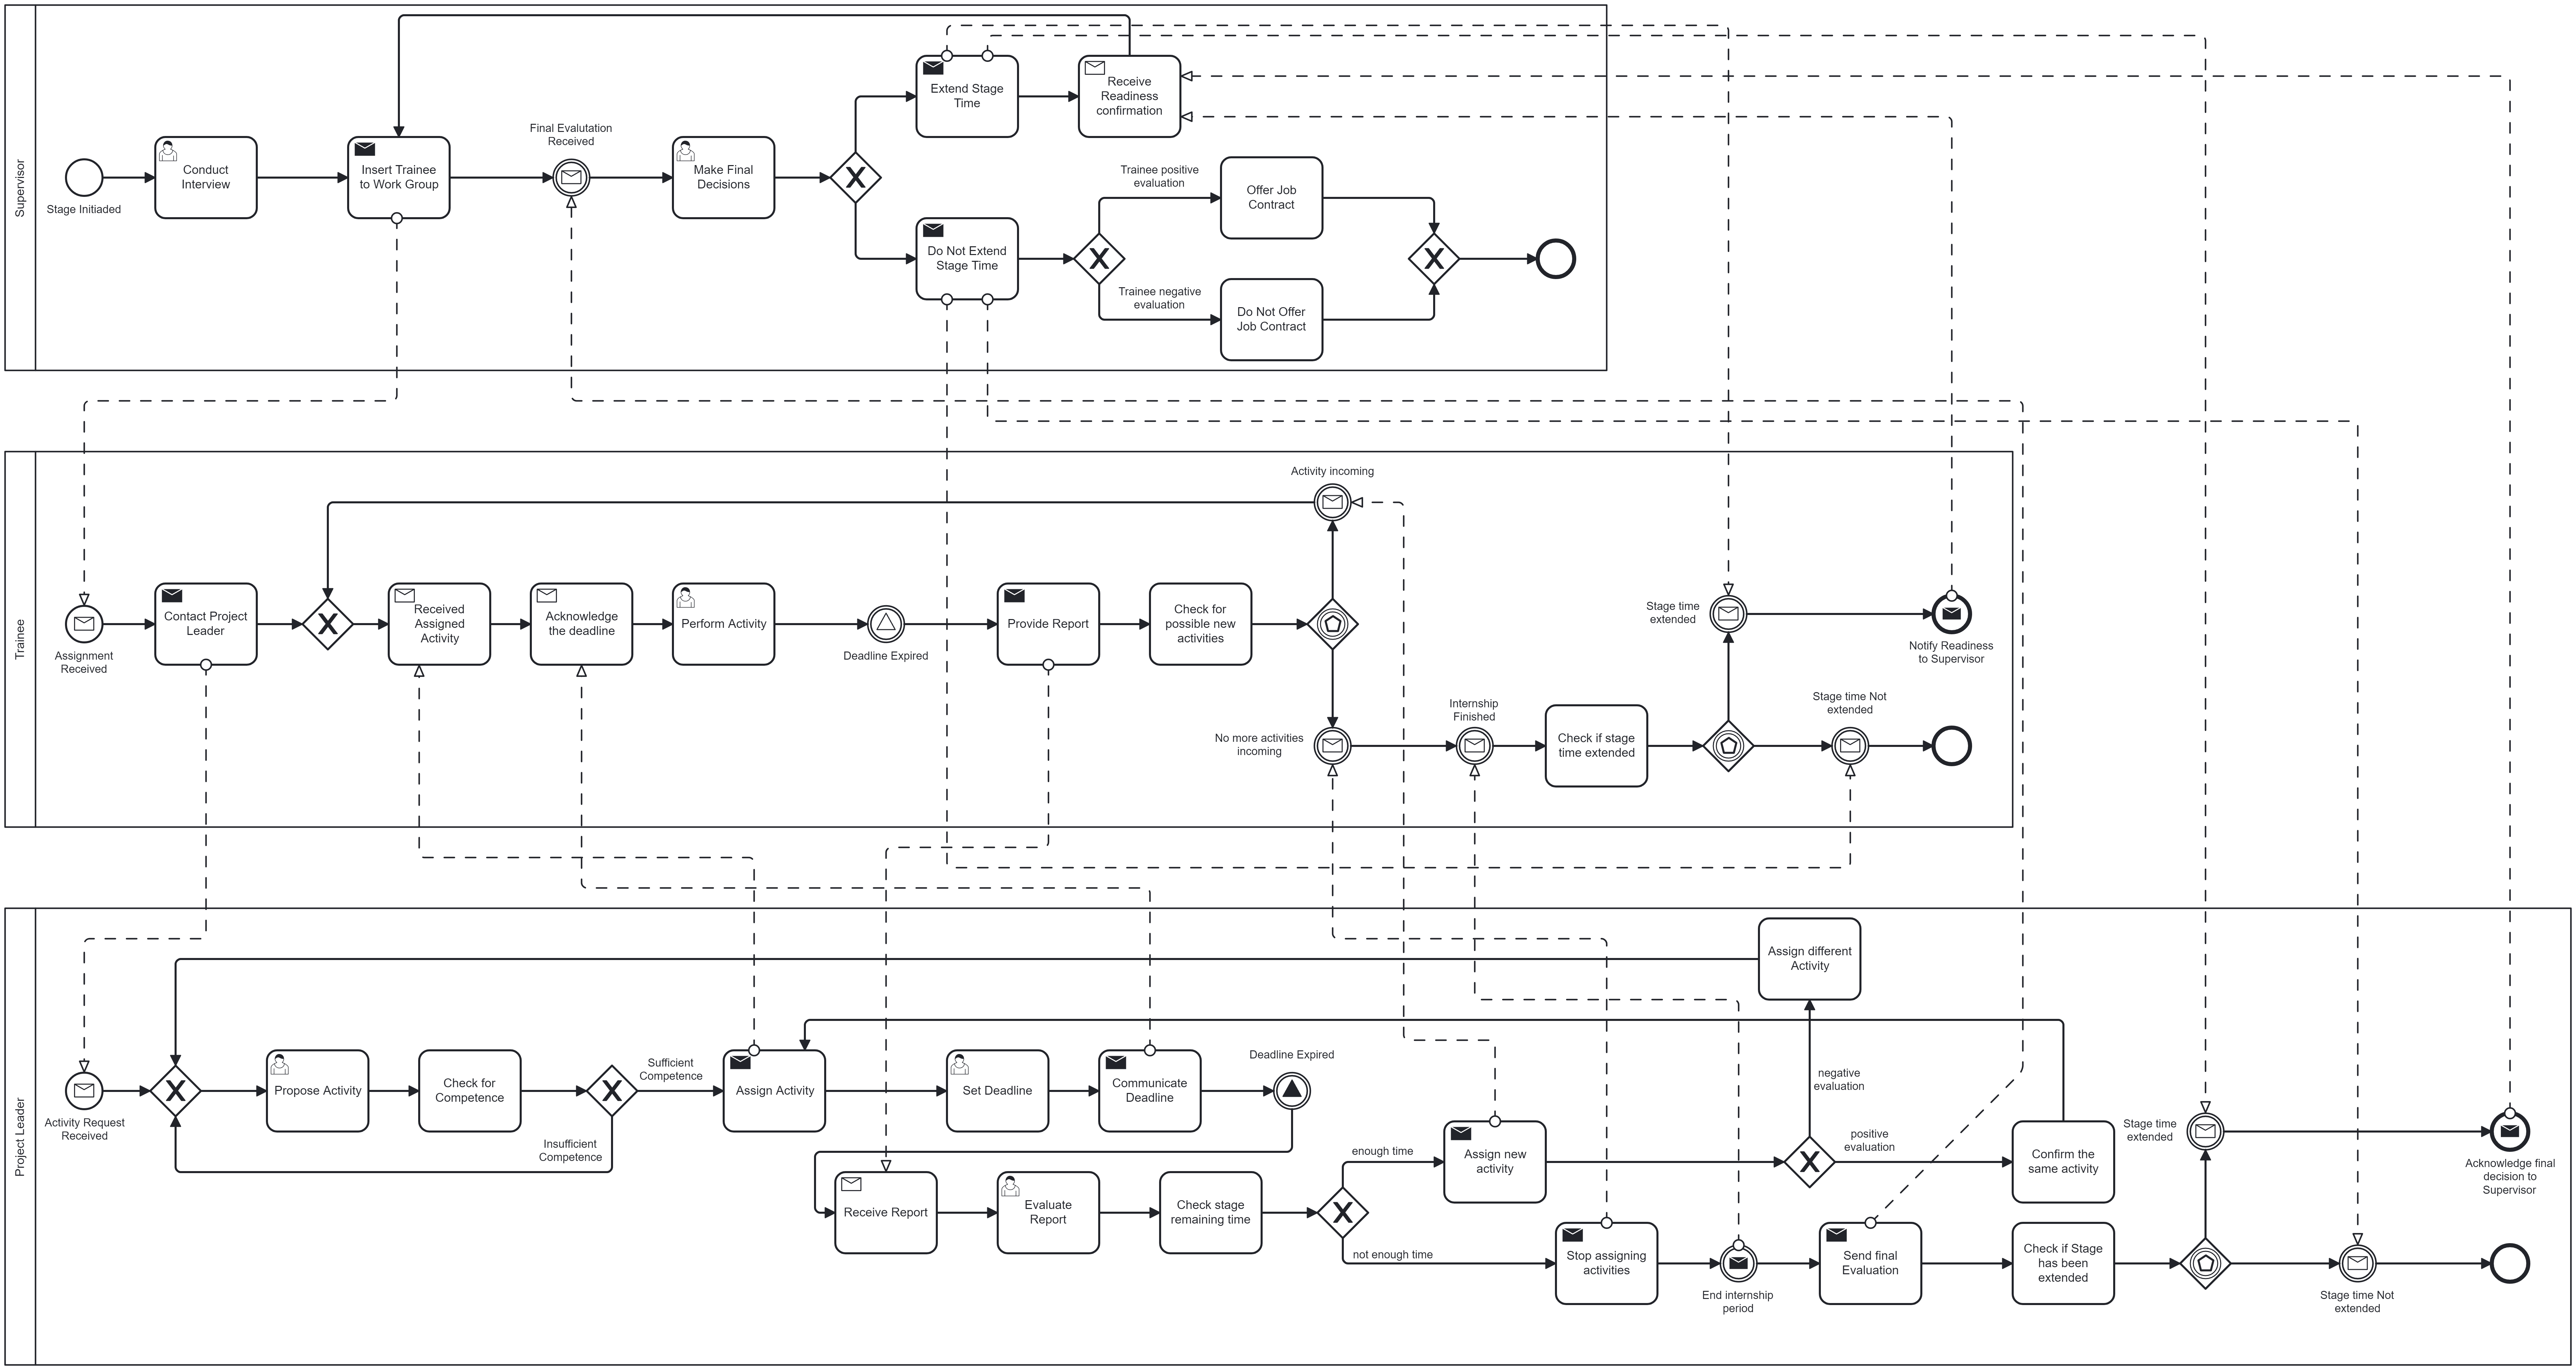 Supervisor
Stage Initiaded
Conduct
Interview
Insert Trainee
to Work Group
Final Evalutation
Received
Make Final
Decisions
Extend Stage
Time
Receive
Readiness
confirmation
Do Not Extend
Stage Time
Trainee positive
evaluation
Trainee negative
evaluation
Offer Job
Contract
Do Not Offer
Job Contract
Trainee
Assignment
Received
Contact Project
Leader
Received
Assigned
Activity
Acknowledge
the deadline
Perform Activity
Deadline Expired
Provide Report
Check for
possible new
activities
Activity incoming
No more activities
incoming
Internship
Finished
Check if stage
time extended
Stage time
extended
Stage time Not
extended
Notify Readiness
to Supervisor
Project Leader
Activity Request
Received
Propose Activity
Check for
Competence
Sufficient
Competence
Insufficient
Competence
Assign Activity
Set Deadline
Communicate
Deadline
Deadline Expired
Receive Report
Evaluate
Report
Check stage
remaining time
enough time
not enough time
Assign new
activity
Stop assigning
activities
End internship
period
Assign different
Activity
negative
evaluation
positive
evaluation
Confirm the
same activity
Send final
Evaluation
Check if Stage
has been
extended
Stage time
extended
Stage time Not
extended
Acknowledge final
decision to
Supervisor